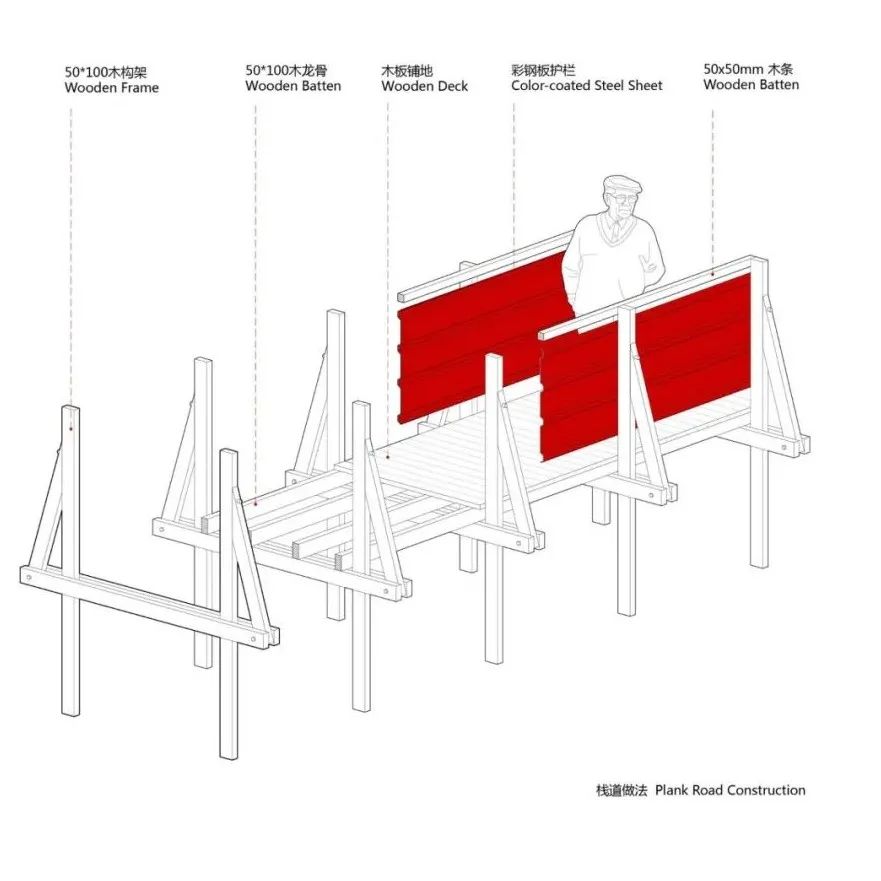 50*100木构架
Wooden Frame
50*100木龙骨
Wooden Batten
木板铺地
Wooden Deck
彩钢板护栏
Color-coated Steel Sheet
50x50mm 木条
Wooden Batten
栈道做法 Plank Road Construction